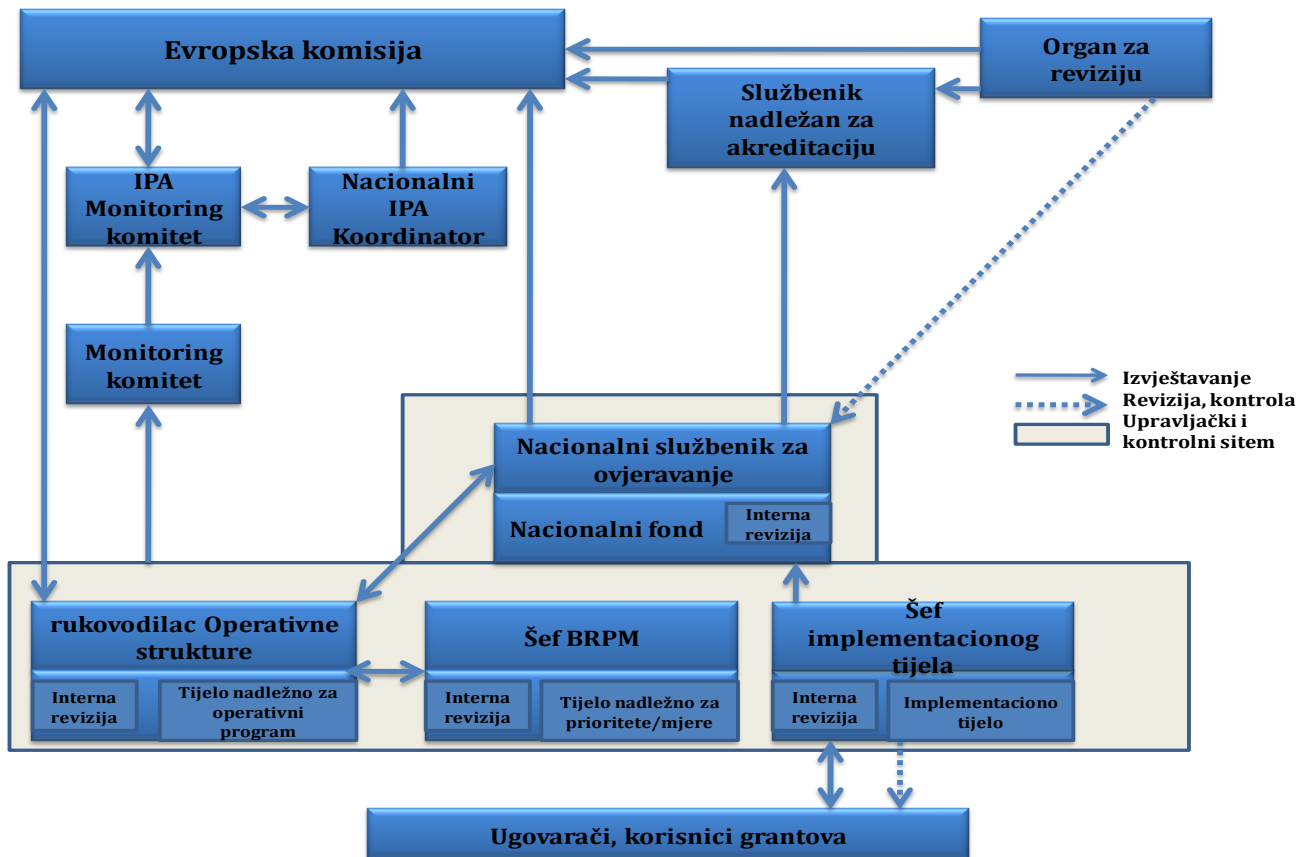 Evropska komisija
Organ za
reviziju
Službenik
nadležan za
akreditaciju
IPA
Monitoring
komitet
Nacionalni
IPA
Koordinator
Monitoring
komitet
Izvještavanje
Revizija, kontrola
Upravljački i
kontrolni sitem
Nacionalni službenik za
ovjeravanje
Nacionalni fond
Interna
revizija
rukovodilac Operativne
strukture
Interna
revizija
Tijelo nadležno za
operativni
program
Šef BRPM
Interna
revizija
Tijelo nadležno za
prioritete/mjere
Šef
implementacionog
tijela
Interna
revizija
Implementaciono
tijelo
Ugovarači, korisnici grantova